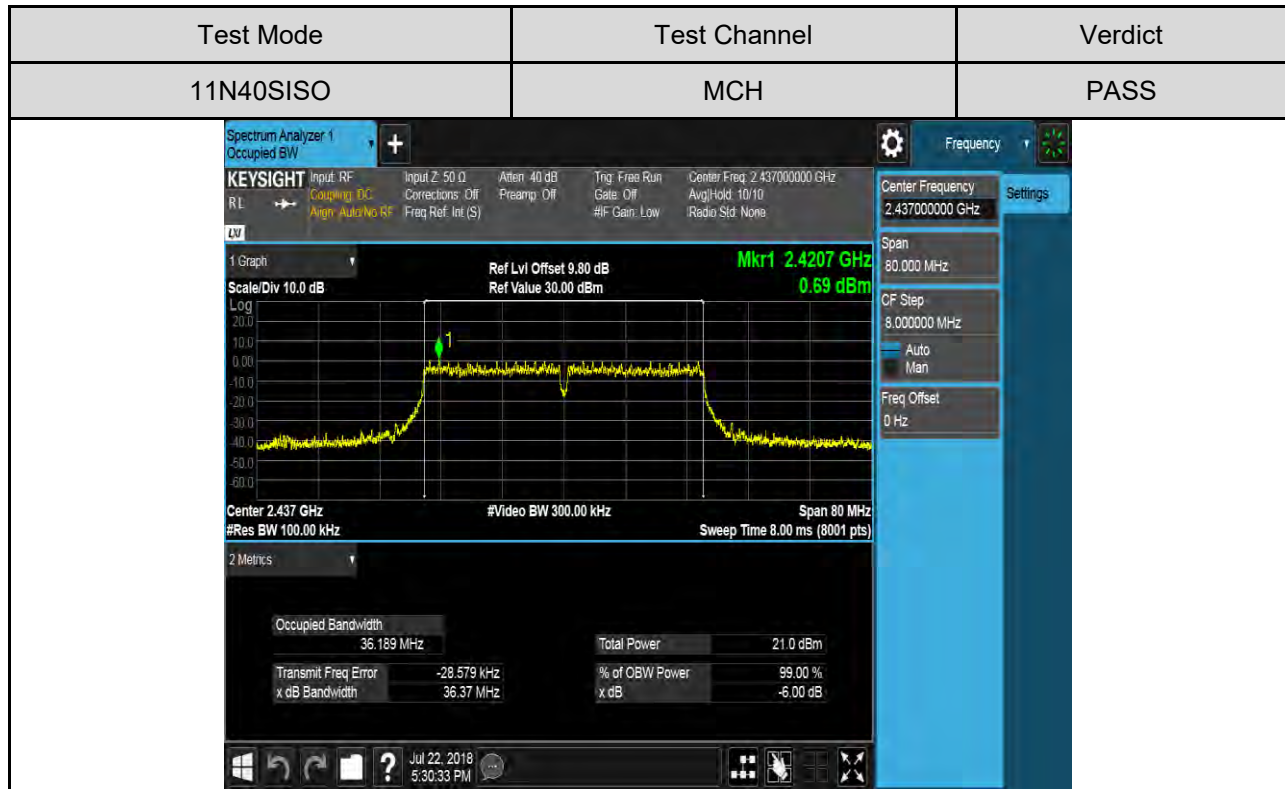 Test Mode Test Channel Verdict
11N40SISO MCH PASS
Spectrum Analyzer 1
Occupied BW
+
Frequency
KEYSIGHT Input: RF Input Z: 50 Ω Atten: 40 dB Trig: Free Run Center Freq: 2.437000000 GHz
RL Coupling: DC Corrections: Off Preamp: Off Gate: Off Avg|Hold: 10/10
Align: Auto/No RF Freq Ref: Int (S) #IF Gain: Low Radio Std: None
LXI
Center Frequency
2.437000000 GHz
Settings
Span
80.000 MHz
CF Step
8.000000 MHz
Auto
Man
Freq Offset
0 Hz
1 Graph
Ref Lvl Offset 9.80 dB
Mkr1 2.4207 GHz
Scale/Div 10.0 dB Ref Value 30.00 dBm 0.69 dBm
Log
20.0
10.0
0.00
-10.0
-20.0
-30.0
-40.0
-50.0
-60.0
1
Center 2.437 GHz #Video BW 300.00 kHz Span 80 MHz
#Res BW 100.00 kHz Sweep Time 8.00 ms (8001 pts)
2 Metrics
Occupied Bandwidth
36.189 MHz Total Power 21.0 dBm
Transmit Freq Error -28.579 kHz % of OBW Power 99.00 %
x dB Bandwidth 36.37 MHz x dB -6.00 dB
? Jul 22, 2018
5:30:33 PM